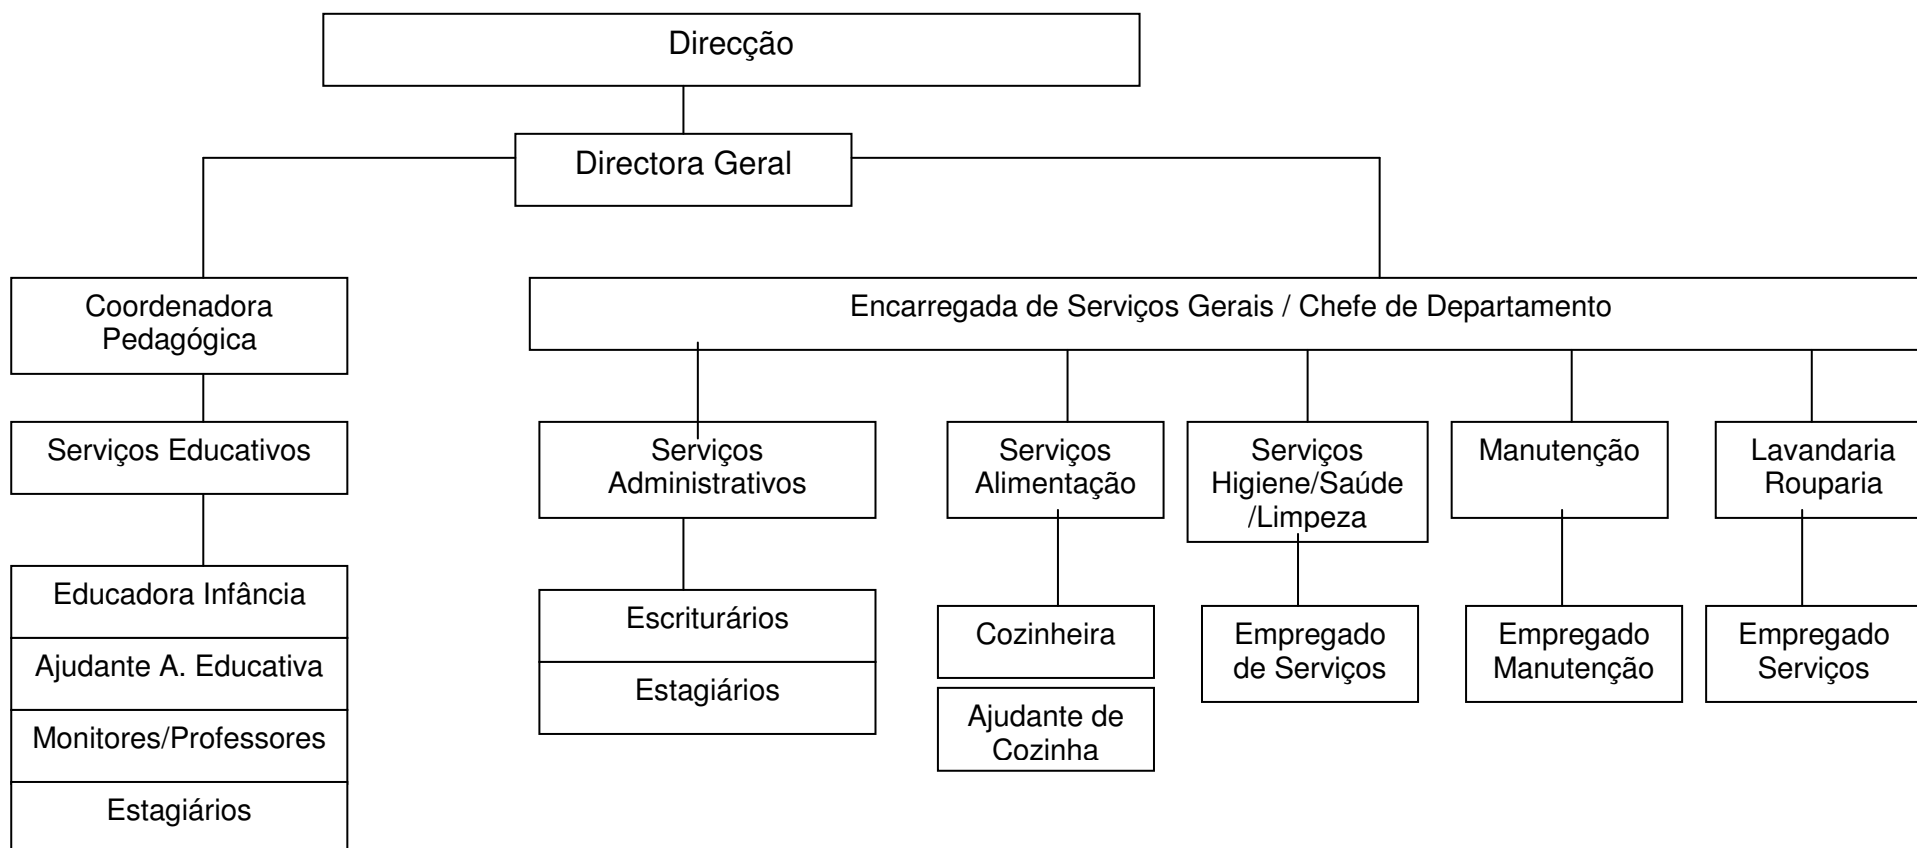 Direcção
Directora Geral
Coordenadora
Pedagógica
Encarregada de Serviços Gerais / Chefe de Departamento
Serviços Educativos
Serviços
Administrativos
Serviços
Alimentação
Serviços
Higiene/Saúde
/Limpeza
Manutenção
Lavandaria
Rouparia
Educadora Infância
Ajudante A. Educativa
Monitores/Professores
Estagiários
Escriturários
Estagiários
Cozinheira
Ajudante de
Cozinha
Empregado
de Serviços
Empregado
Manutenção
Empregado
Serviços